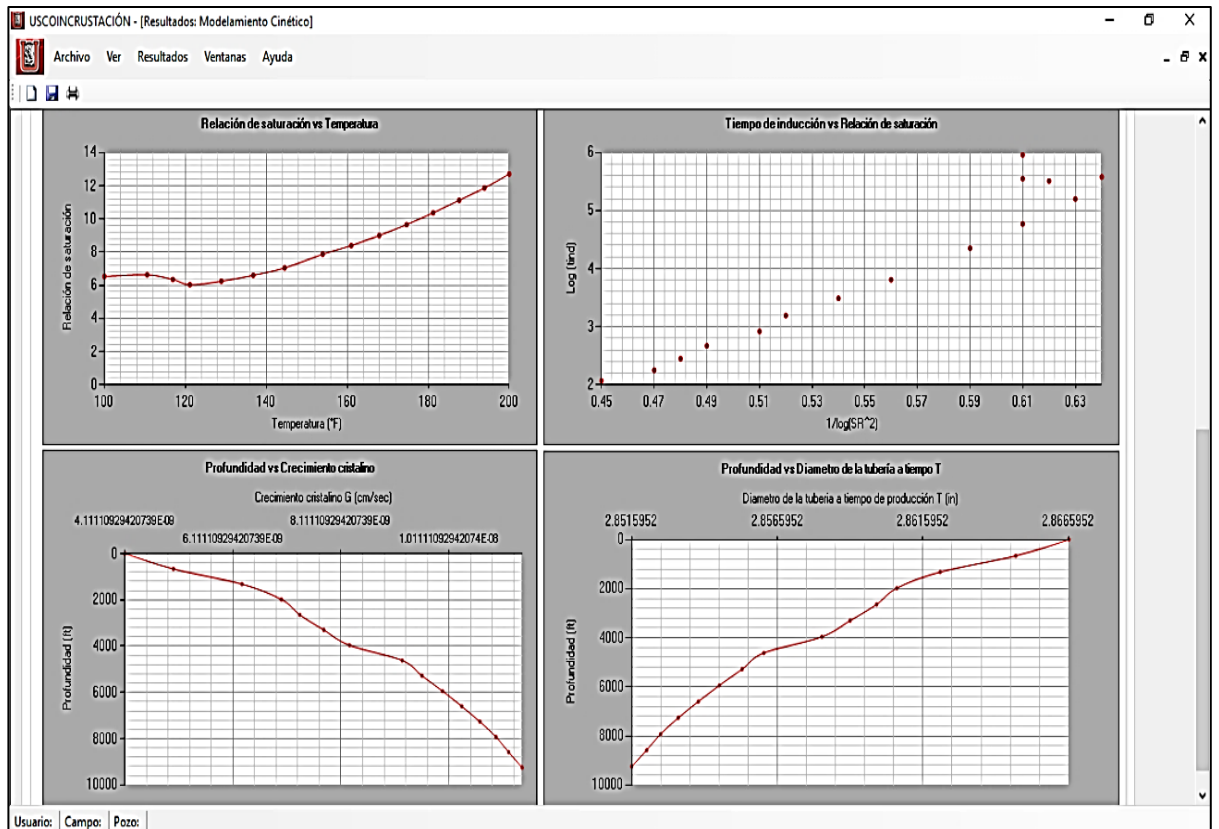 USCOINCRUSTACIÓN - [Resultados: Modelamiento Cinético]
Archivo Ver Resultados Ventanas Ayuda
Relación de saturación vs Temperatura
Relación de saturación
14
12
10
8
6
4
2
0
100 120 140 160 180 200
Temperatura (°F)
Tiempo de inducción vs Relación de saturación
Log (tind)
6
5
4
3
2
0.45 0.47 0.49 0.51 0.53 0.55 0.57 0.59 0.61 0.63
1/log(SR^2)
Profundidad vs Crecimiento cristalino
Crecimiento cristalino G (cm/sec)
4.11110929420739E-09 8.11110929420739E-09
6.11110929420739E-09 1.01111092942074E-08
Profundidad (ft)
0
2000
4000
6000
8000
10000
Profundidad vs Diametro de la tubería a tiempo T
Diametro de la tuberia a tiempo de producción T (in)
2.8515952 2.8565952 2.8615952 2.8665952
Profundidad (ft)
0
2000
4000
6000
8000
10000
Usuario: Campo: Pozo: